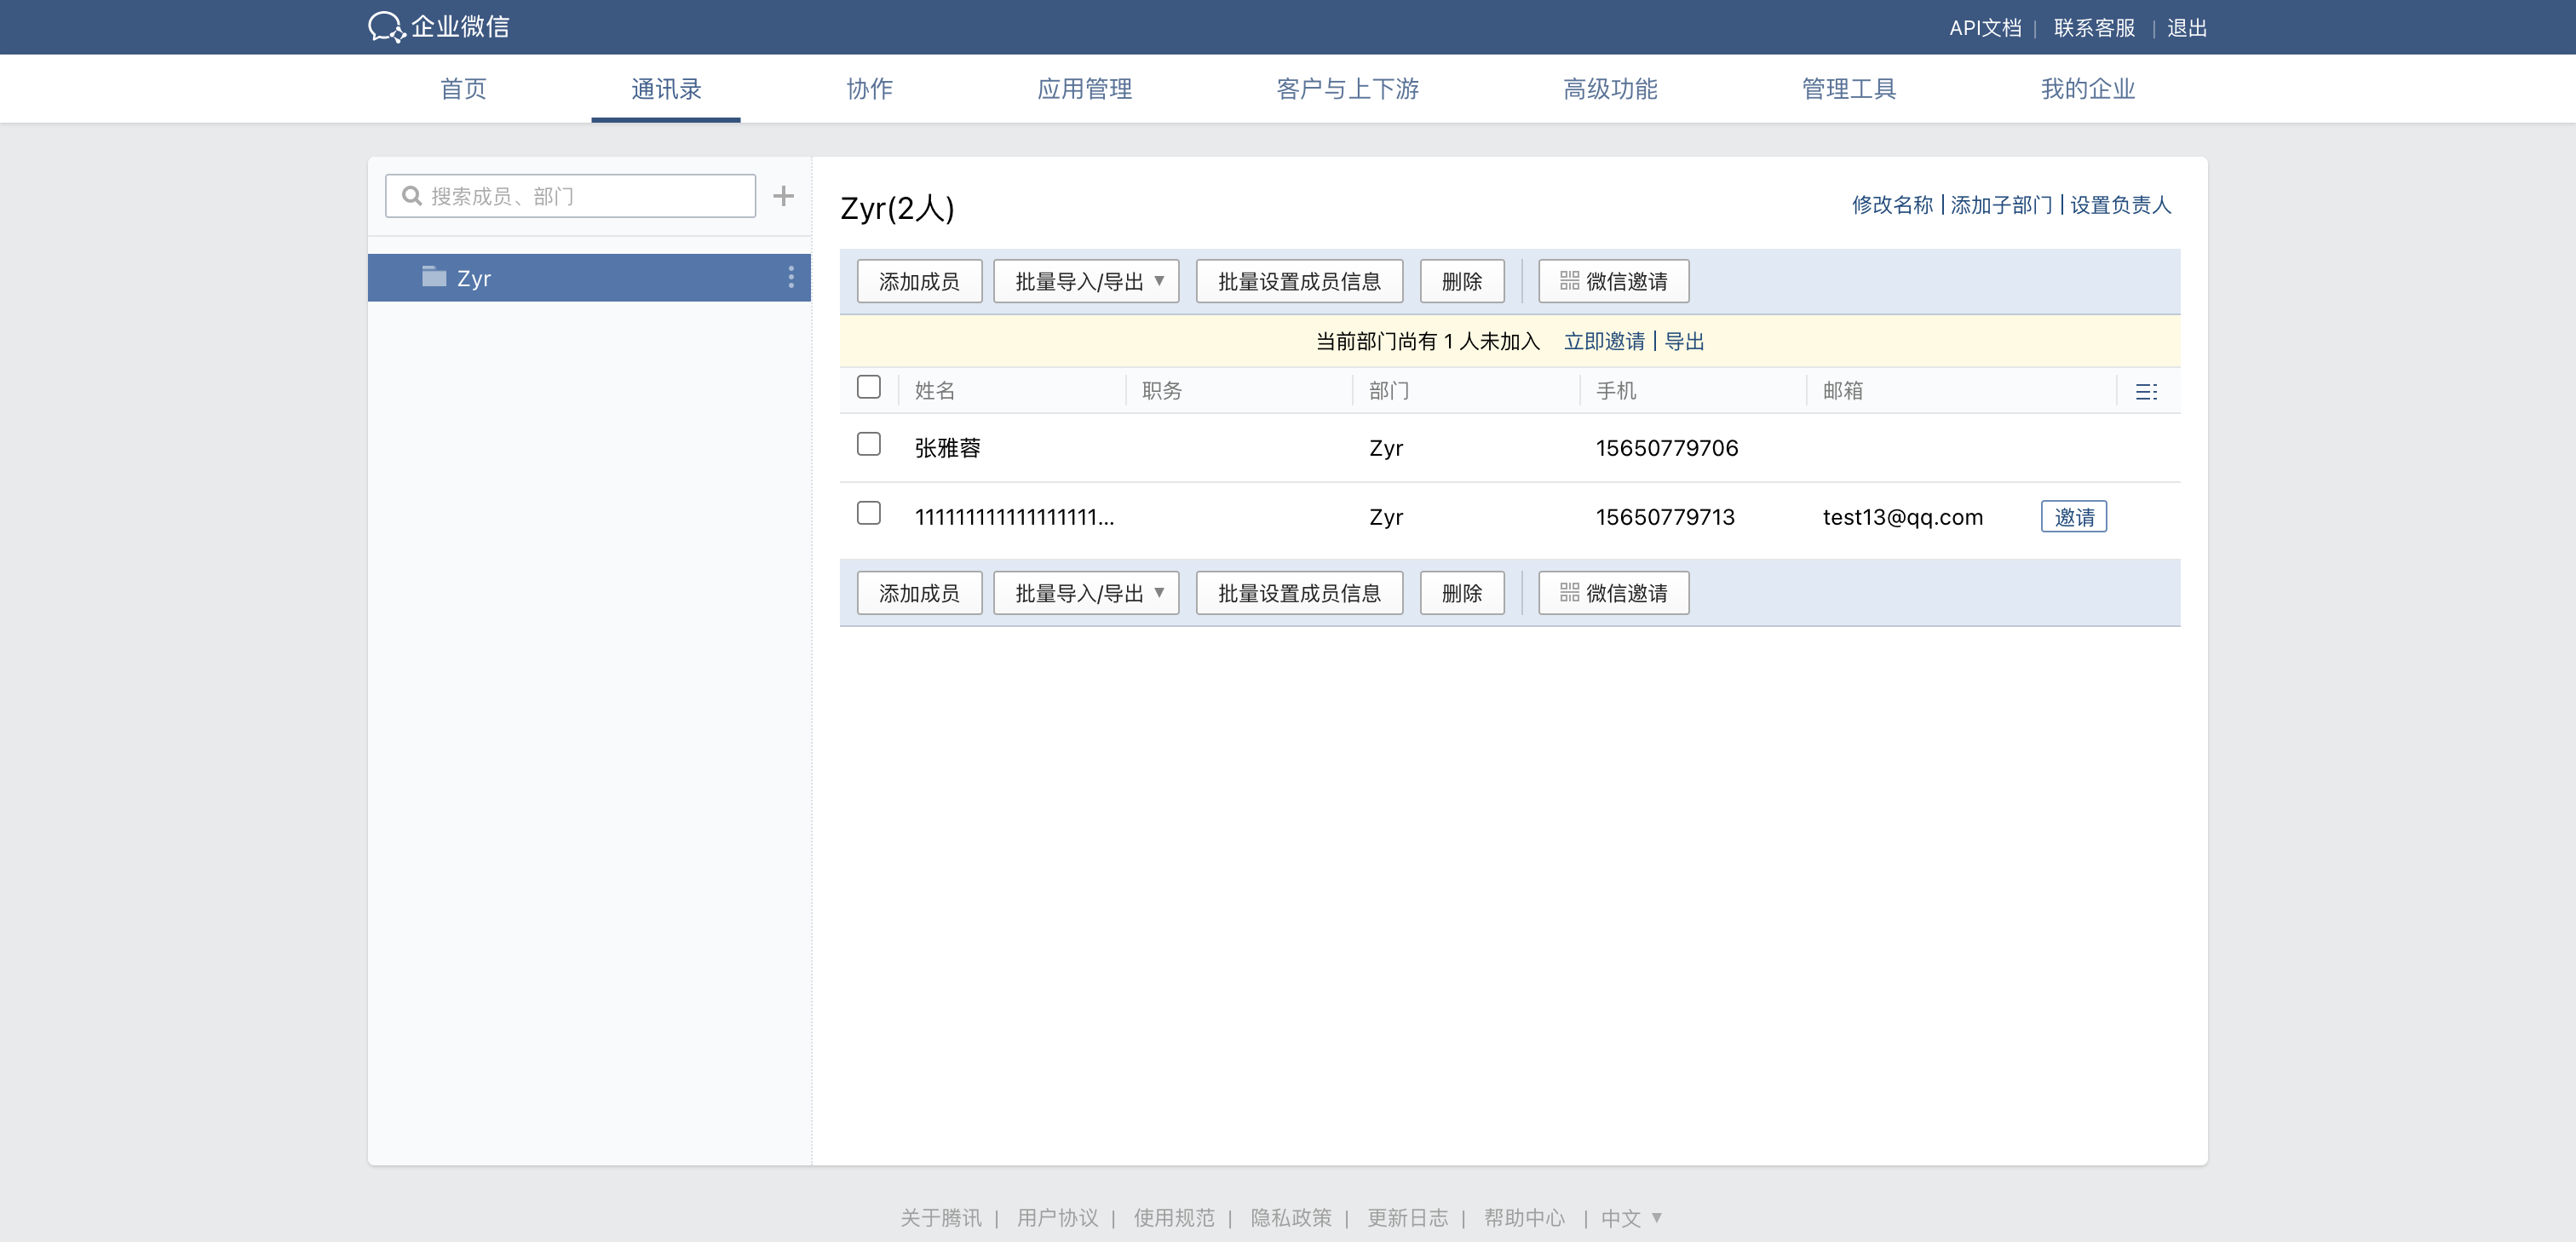 企业微信
API文档 | 联系客服 | 退出
首页 通讯录 协作 应用管理 客户与上下游 高级功能 管理工具 我的企业
搜索成员、部门
Zyr
Zyr(2人)
修改名称 | 添加子部门 | 设置负责人
添加成员 批量导入/导出 批量设置成员信息 删除 微信邀请
当前部门尚有 1 人未加入 立即邀请 | 导出
姓名 职务 部门 手机 邮箱
张雅蓉 Zyr 15650779706
1111111111111111111... Zyr 15650779713 test13@qq.com 邀请
添加成员 批量导入/导出 批量设置成员信息 删除 微信邀请
关于腾讯 | 用户协议 | 使用规范 | 隐私政策 | 更新日志 | 帮助中心 | 中文